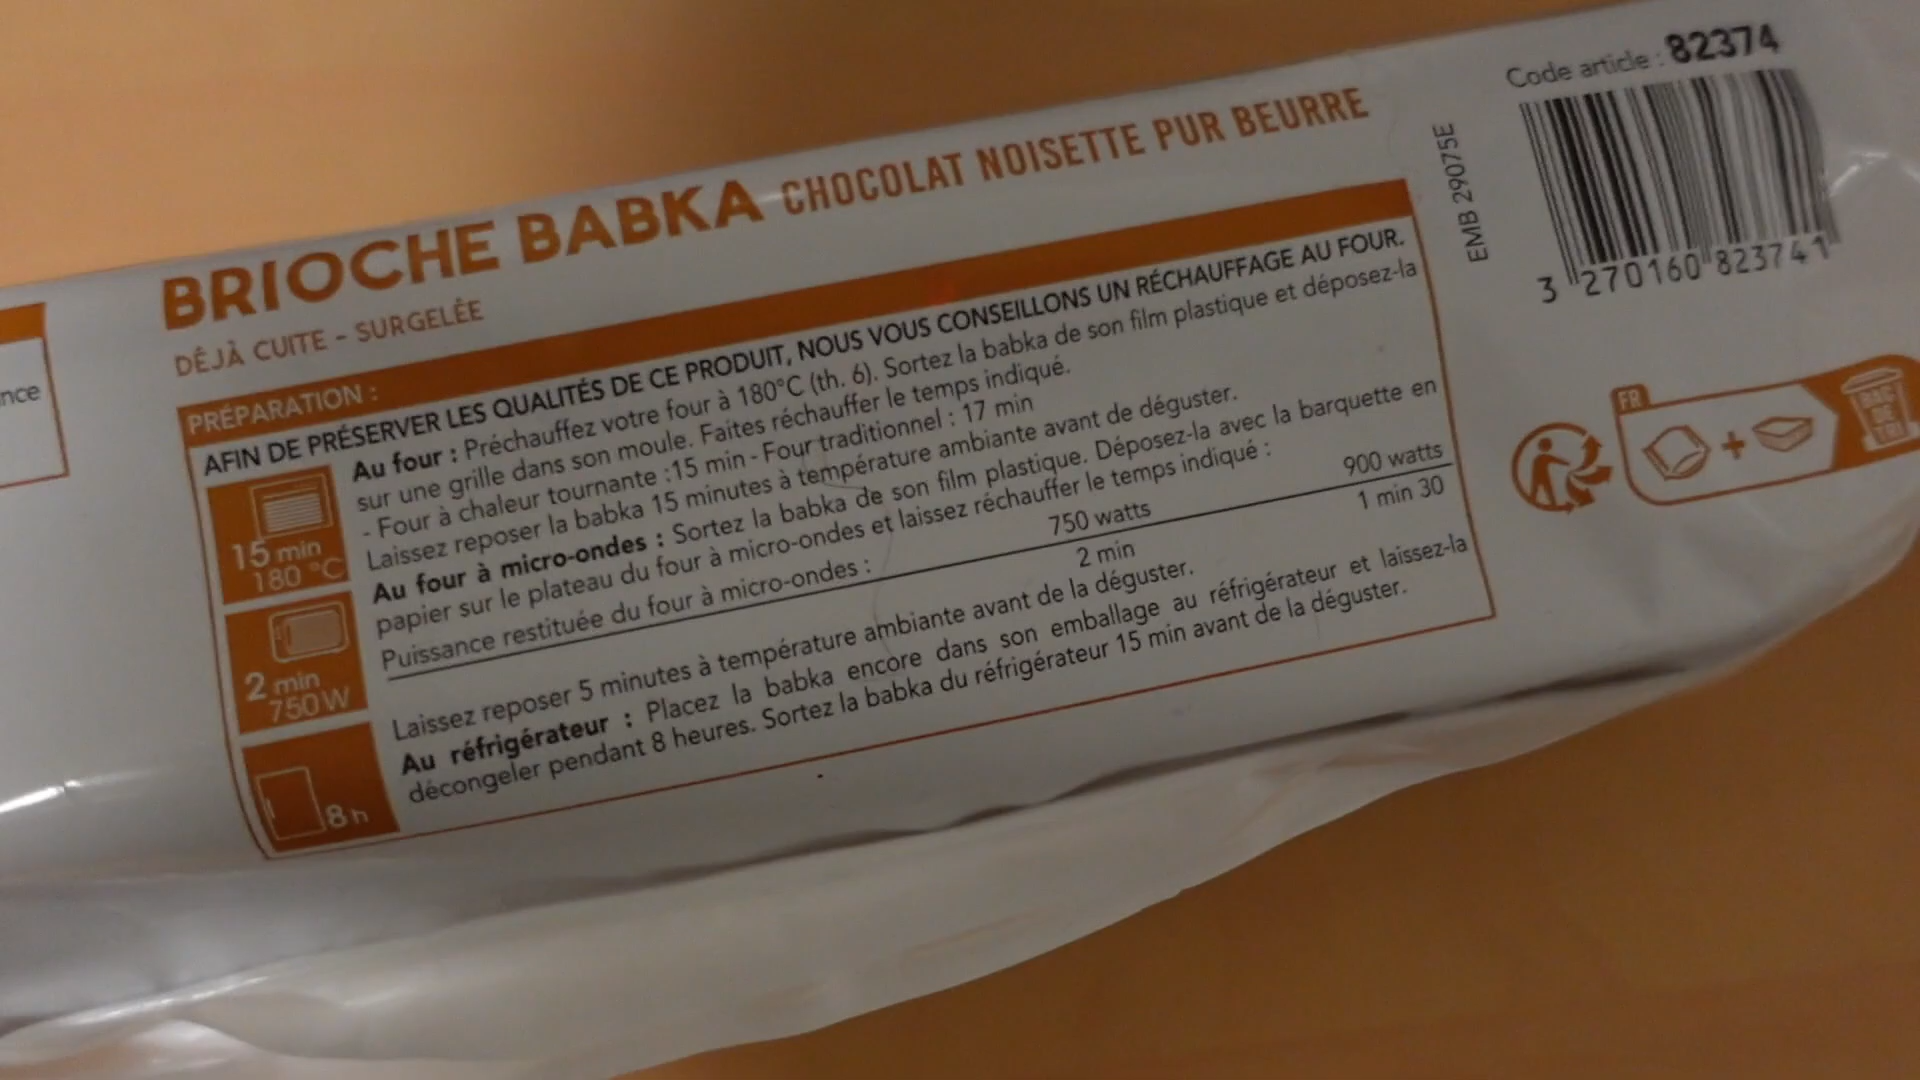 BRIOCHE BABKA CHOCOLAT NOISETTE PUR BEURRE
DÉJÀ CUITE - SURGELÉE
PRÉPARATION :
AFIN DE PRÉSERVER LES QUALITÉS DE CE PRODUIT, NOUS VOUS CONSEILLONS UN RÉCHAUFFAGE AU FOUR.
15 min
180 °C
Au four : Préchauffez votre four à 180°C (th. 6). Sortez la babka de son film plastique et déposez-la
sur une grille dans son moule. Faites réchauffer le temps indiqué.
- Four à chaleur tournante :15 min - Four traditionnel : 17 min
Laissez reposer la babka 15 minutes à température ambiante avant de déguster.
2 min
750 W
Au four à micro-ondes : Sortez la babka de son film plastique. Déposez-la avec la barquette en
papier sur le plateau du four à micro-ondes et laissez réchauffer le temps indiqué :
Puissance restituée du four à micro-ondes : 750 watts 900 watts
2 min 1 min 30
Laissez reposer 5 minutes à température ambiante avant de la déguster.
8h
Au réfrigérateur : Placez la babka encore dans son emballage au réfrigérateur et laissez-la
décongeler pendant 8 heures. Sortez la babka du réfrigérateur 15 min avant de la déguster.
EMB 29075E
Code article : 82374
3 270160 823741
FR
BAC
DE
TRI
nce